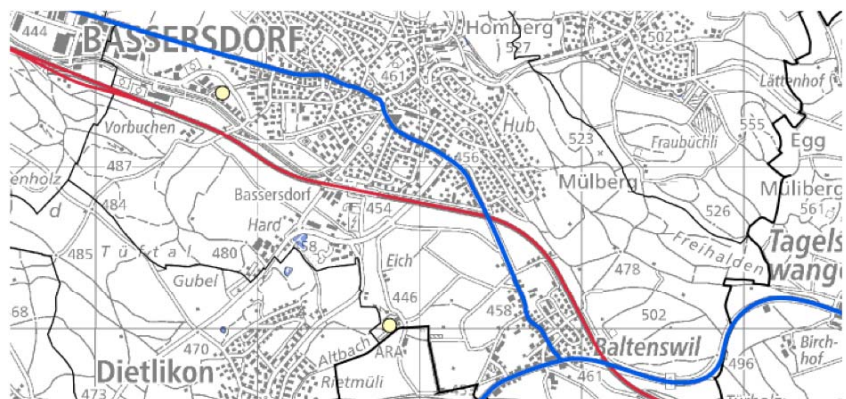 444
BASSERSDORF
Homberg
527
502
461
Lättenhof
Vorbuchen
Hub
523
555
Egg
Fraubüchli
487
456
enholz
Bassersdorf
454
Mülberg
Müliberg
561
484
d
Hard
58
526
Tagels
wange
485
Tüftal
480
Eich
Freihalden
478
Gubel
446
68
458
502
470
Altbach
ARA
Baltenswil
496
Birch-
hof
Dietlikon
Rietmüli
461
473